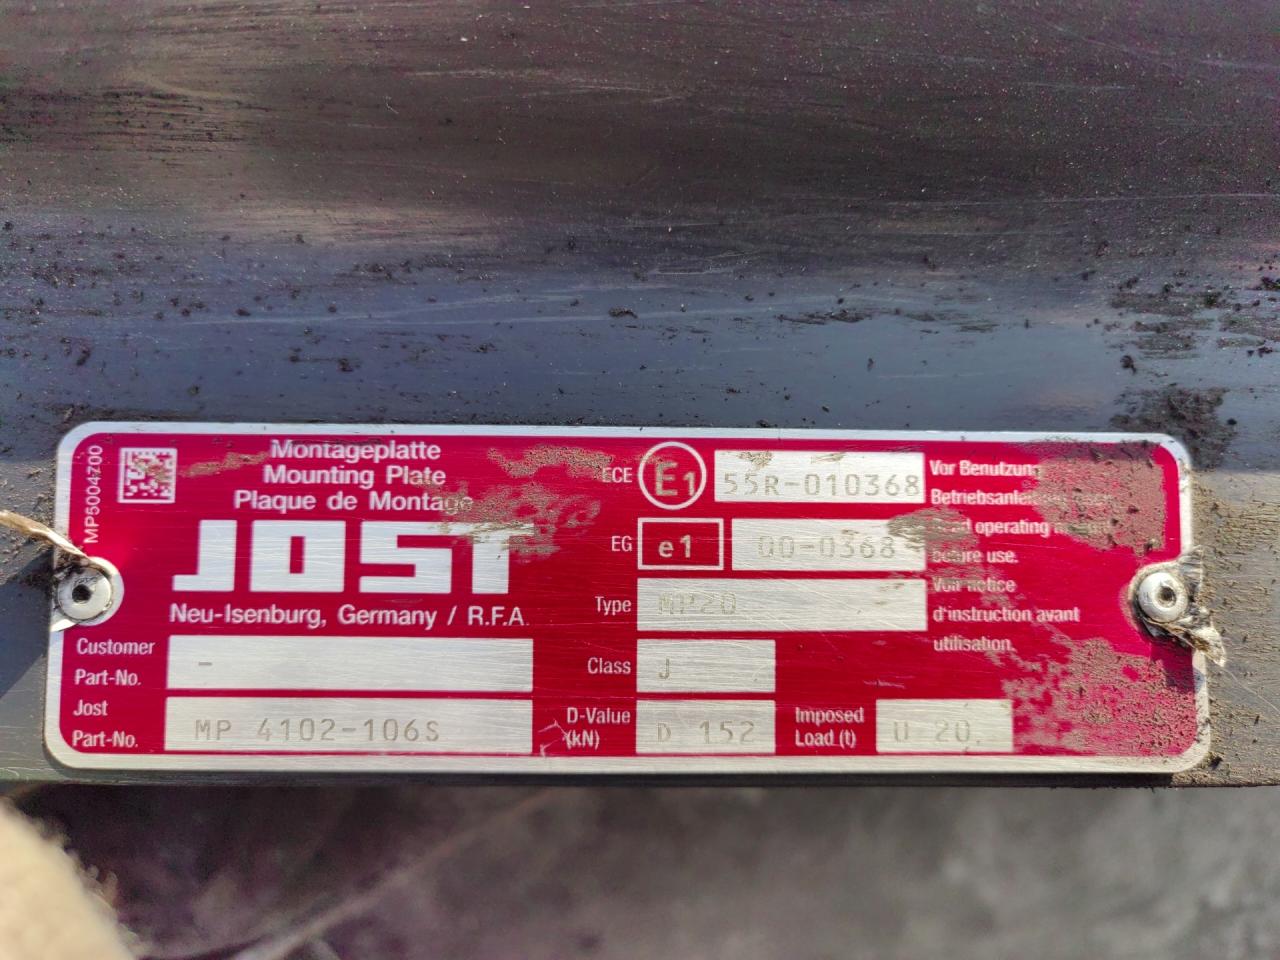 MP5004700
Montageplatte
Mounting Plate
Plaque de Montage
JOST
Neu-Isenburg, Germany / R.F.A.
Customer
Part-No. -
Jost
Part-No. MP 4102-106S
ECE E1 55R-010368
EG e1 00-0368
Type MP20
Class J
D-Value
(kN) D 152
Imposed
Load (t) U 20
Vor Benutzung
operating
before use.
Voir notice
d'instruction avant
utilisation.